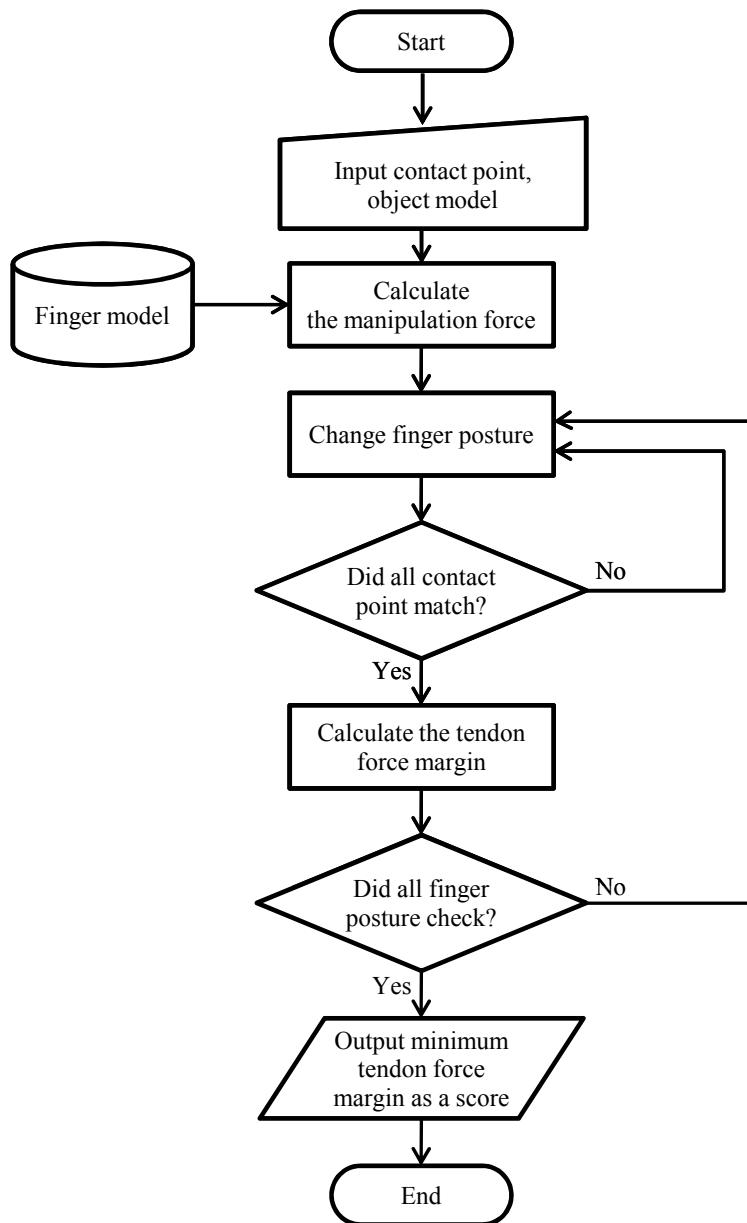 Start
Input contact point,
object model
Finger model
Calculate
the manipulation force
Change finger posture
Did all contact
point match?
No
Yes
Calculate the tendon
force margin
Did all finger
posture check?
No
Yes
Output minimum
tendon force
margin as a score
End